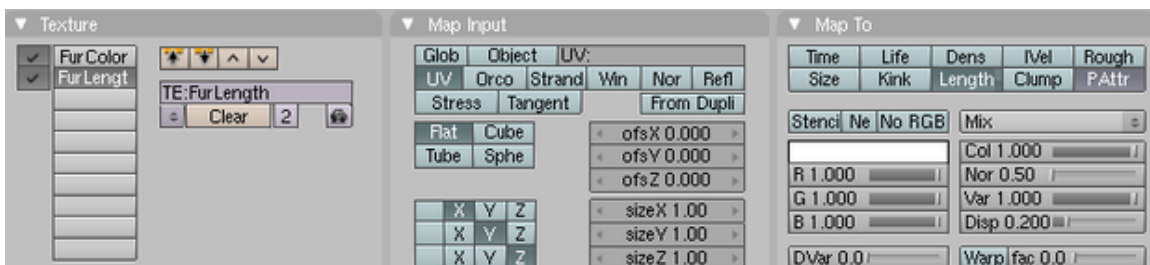 Texture
FurColor
FurLengt
TE:FurLength
Clear 2
Map Input
Glob Object UV:
UV Orco Strand Win Nor Refl
Stress Tangent From Dupli
Flat Cube
Tube Sphe
ofsX 0.000
ofsY 0.000
ofsZ 0.000
X Y Z
X Y Z
X Y Z
sizeX 1.00
sizeY 1.00
sizeZ 1.00
Map To
Time Life Dens IVel Rough
Size Kink Length Clump PAttr
Stenci Ne No RGB
R 1.000
G 1.000
B 1.000
DVar 0.0
Mix
Col 1.000
Nor 0.50
Var 1.000
Disp 0.200
Warp fac 0.0